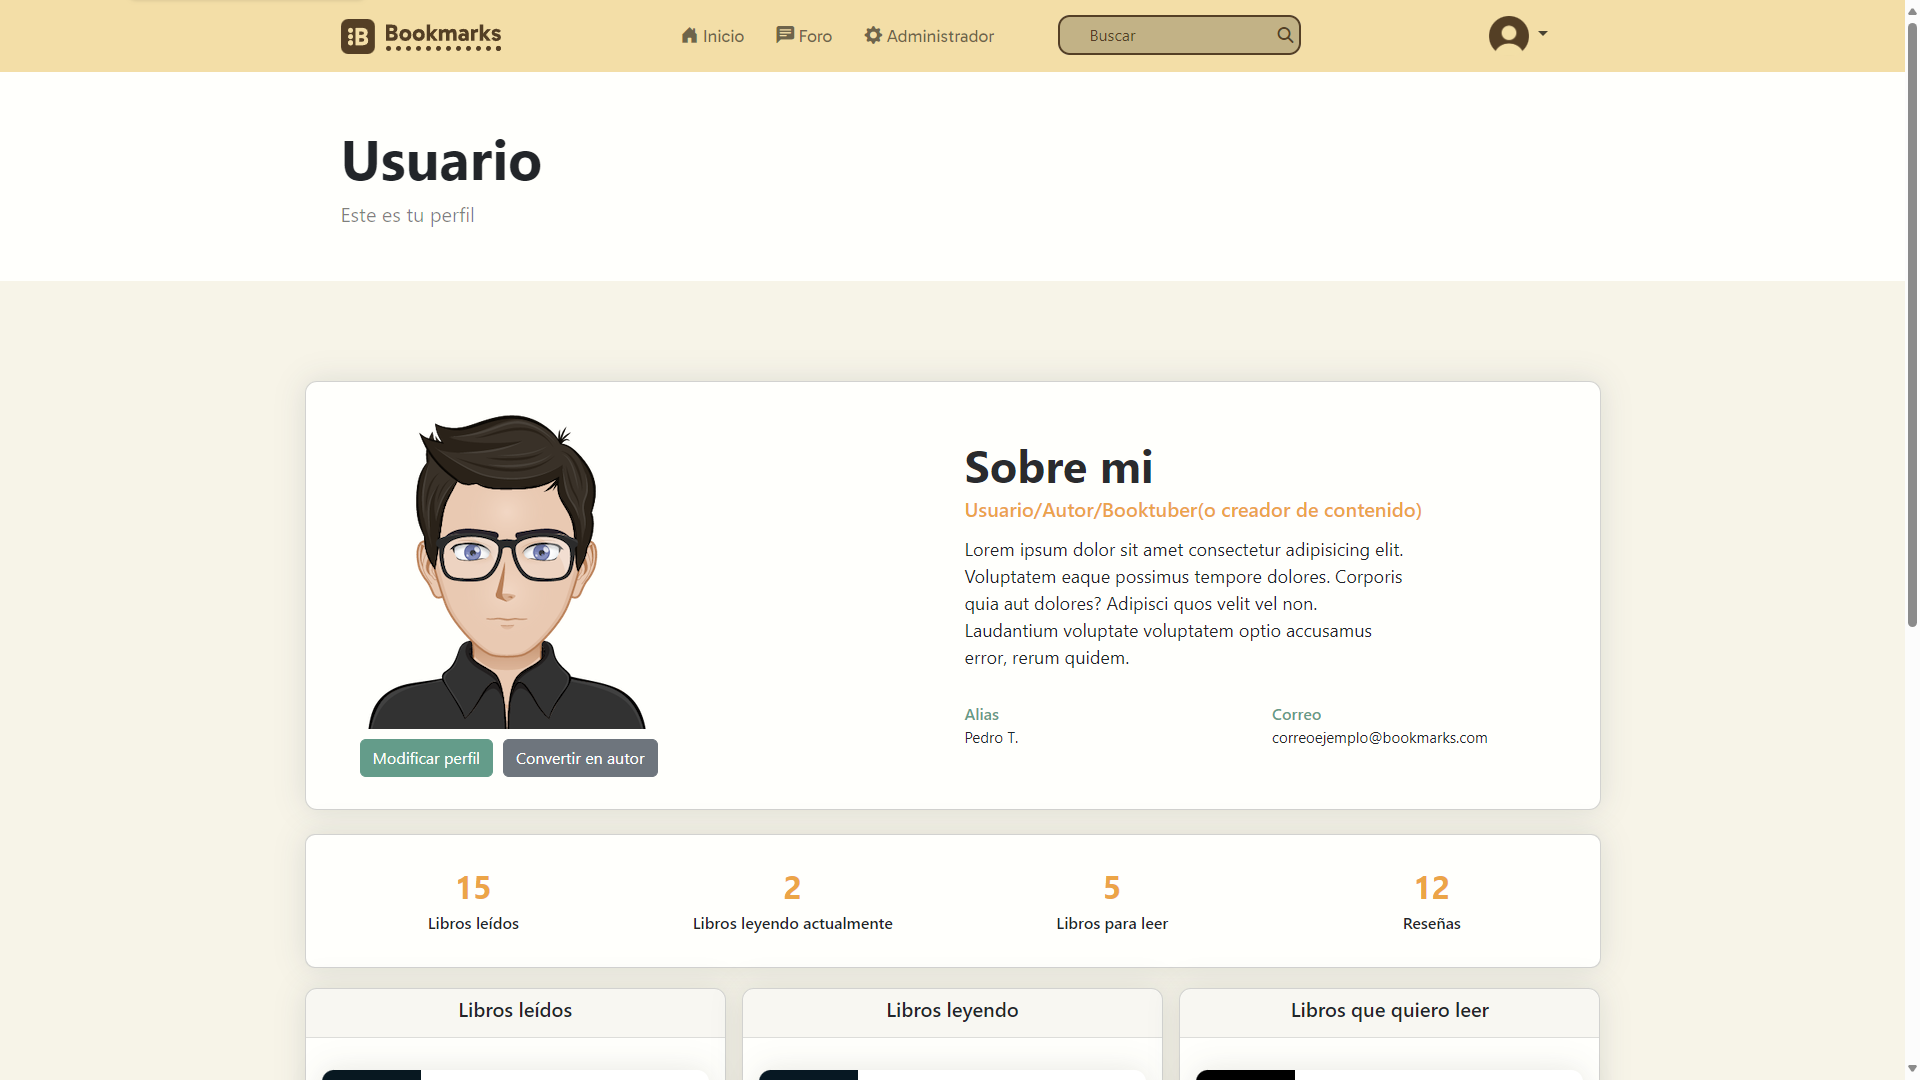 Bookmarks
Inicio
Foro
Administrador
Buscar
Usuario
Este es tu perfil
Sobre mi
Usuario/Autor/Booktuber(o creador de contenido)
Lorem ipsum dolor sit amet consectetur adipisicing elit.
Voluptatem eaque possimus tempore dolores. Corporis
quia aut dolores? Adipisci quos velit vel non.
Laudantium voluptate voluptatem optio accusamus
error, rerum quidem.
Alias
Pedro T.
Correo
correoejemplo@bookmarks.com
Modificar perfil
Convertir en autor
15
Libros leídos
2
Libros leyendo actualmente
5
Libros para leer
12
Reseñas
Libros leídos
Libros leyendo
Libros que quiero leer